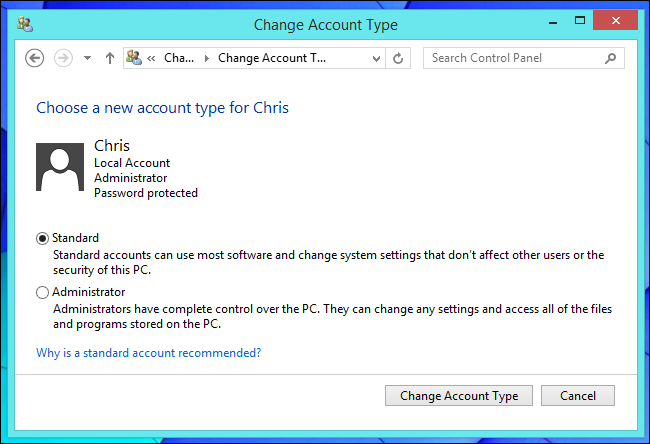 Change Account Type
« Cha... Change Account T...
Search Control Panel
Choose a new account type for Chris
Chris
Local Account
Administrator
Password protected
Standard
Standard accounts can use most software and change system settings that don't affect other users or the
security of this PC.
Administrator
Administrators have complete control over the PC. They can change any settings and access all of the files
and programs stored on the PC.
Why is a standard account recommended?
Change Account Type
Cancel